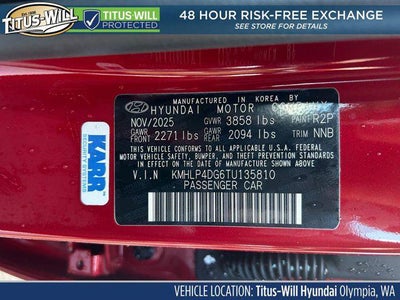 TITUS-WILL
TITUS-WILL
PROTECTED
48 HOUR RISK-FREE EXCHANGE
SEE STORE FOR DETAILS
MANUFACTURED IN KOREA BY
HYUNDAI MOTOR COMPANY
NOV/2025 GVWR 3858 lbs PAINT R2P
GAWR FRONT 2271 lbs GAWR REAR 2094 lbs TRIM NNB
THIS VEHICLE CONFORMS TO ALL APPLICABLE
FEDERAL MOTOR VEHICLE SAFETY,
BUMPER, AND THEFT PREVENTION STANDARDS
IN EFFECT ON THE DATE OF MANUFACTURE SHOWN ABOVE.
V.I.N KMHLP4DG6TU135810
PASSENGER CAR
KARR
SECURITY SYSTEMS
VEHICLE LOCATION: Titus-Will Hyundai Olympia, WA